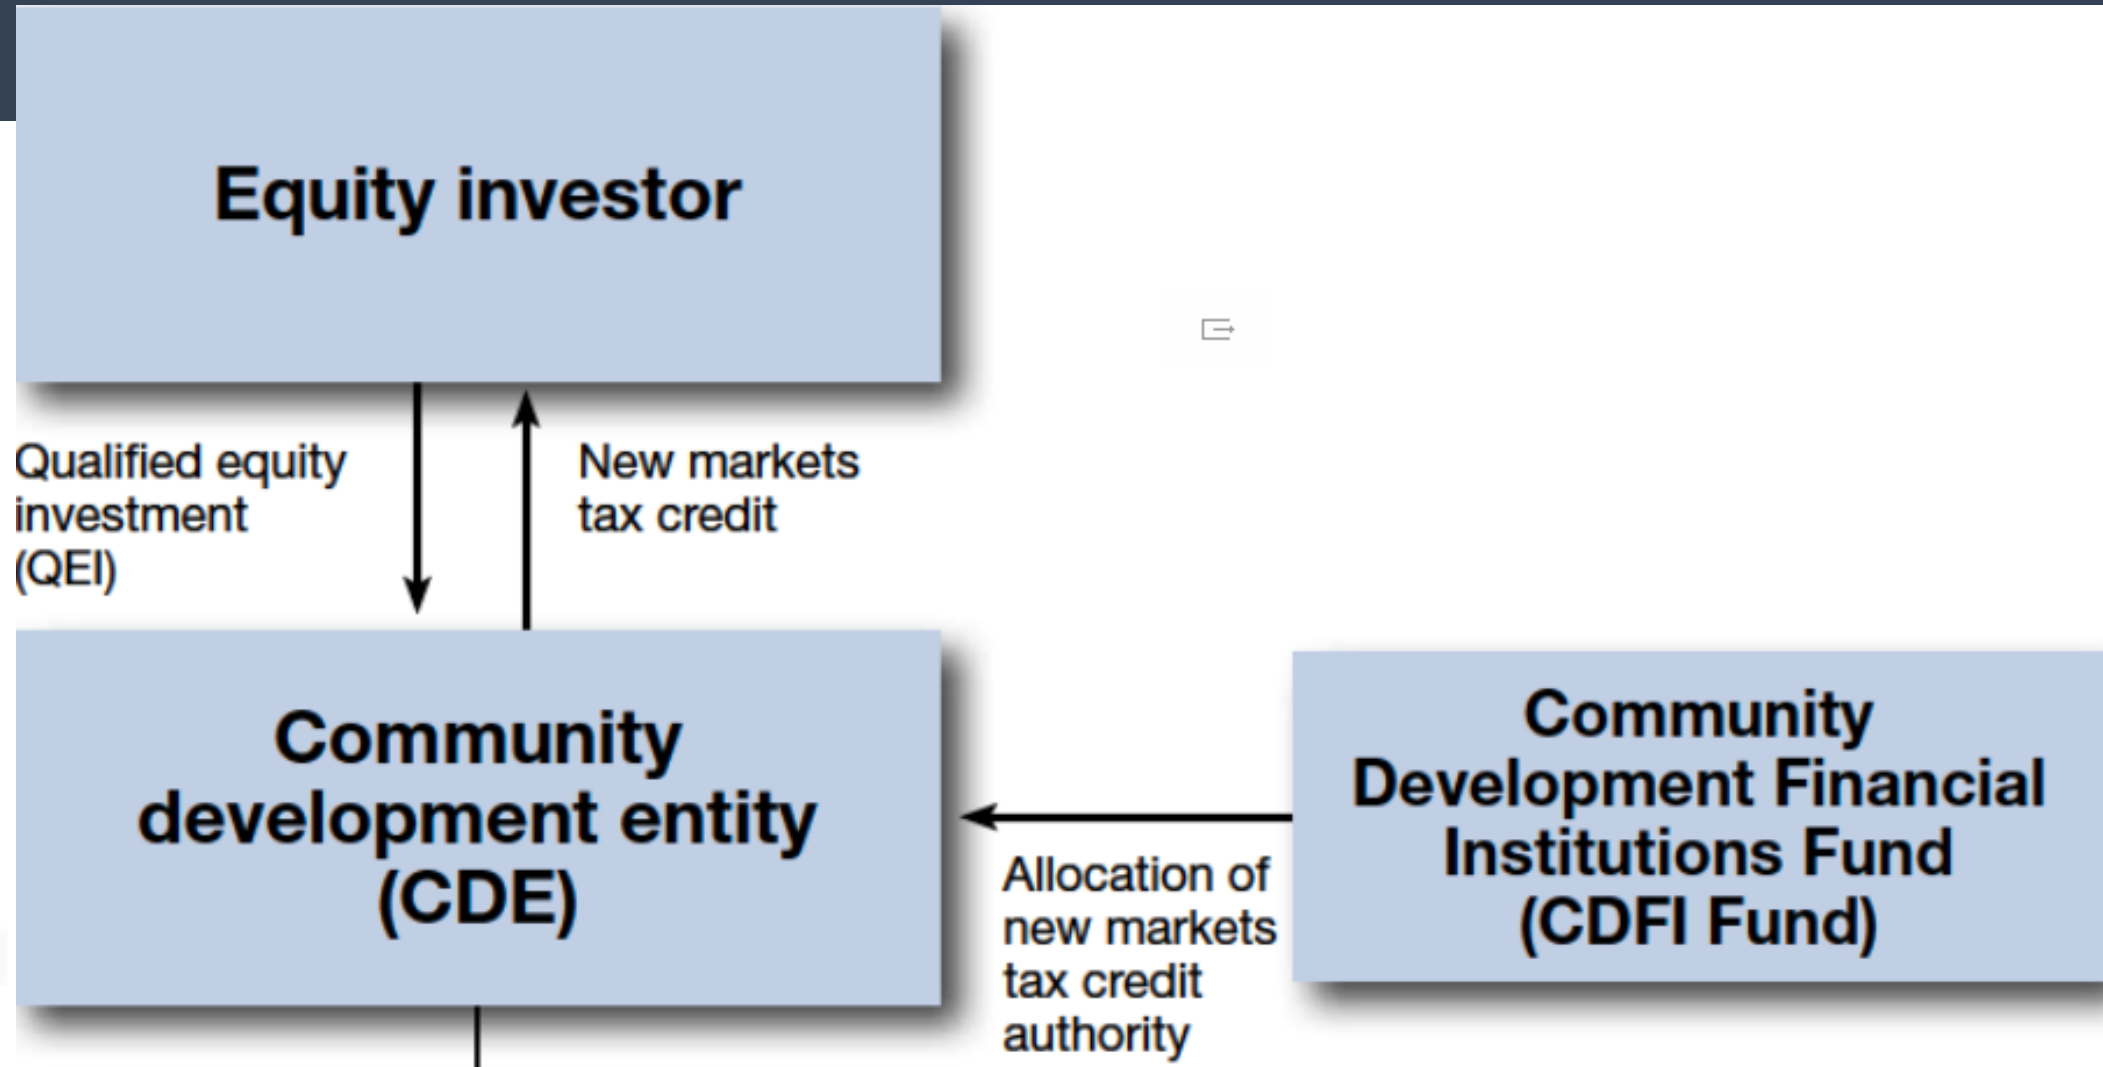 Equity investor
Qualified equity
investment
(QEI)
New markets
tax credit
Community
development entity
(CDE)
Allocation of
new markets
tax credit
authority
Community
Development Financial
Institutions Fund
(CDFI Fund)